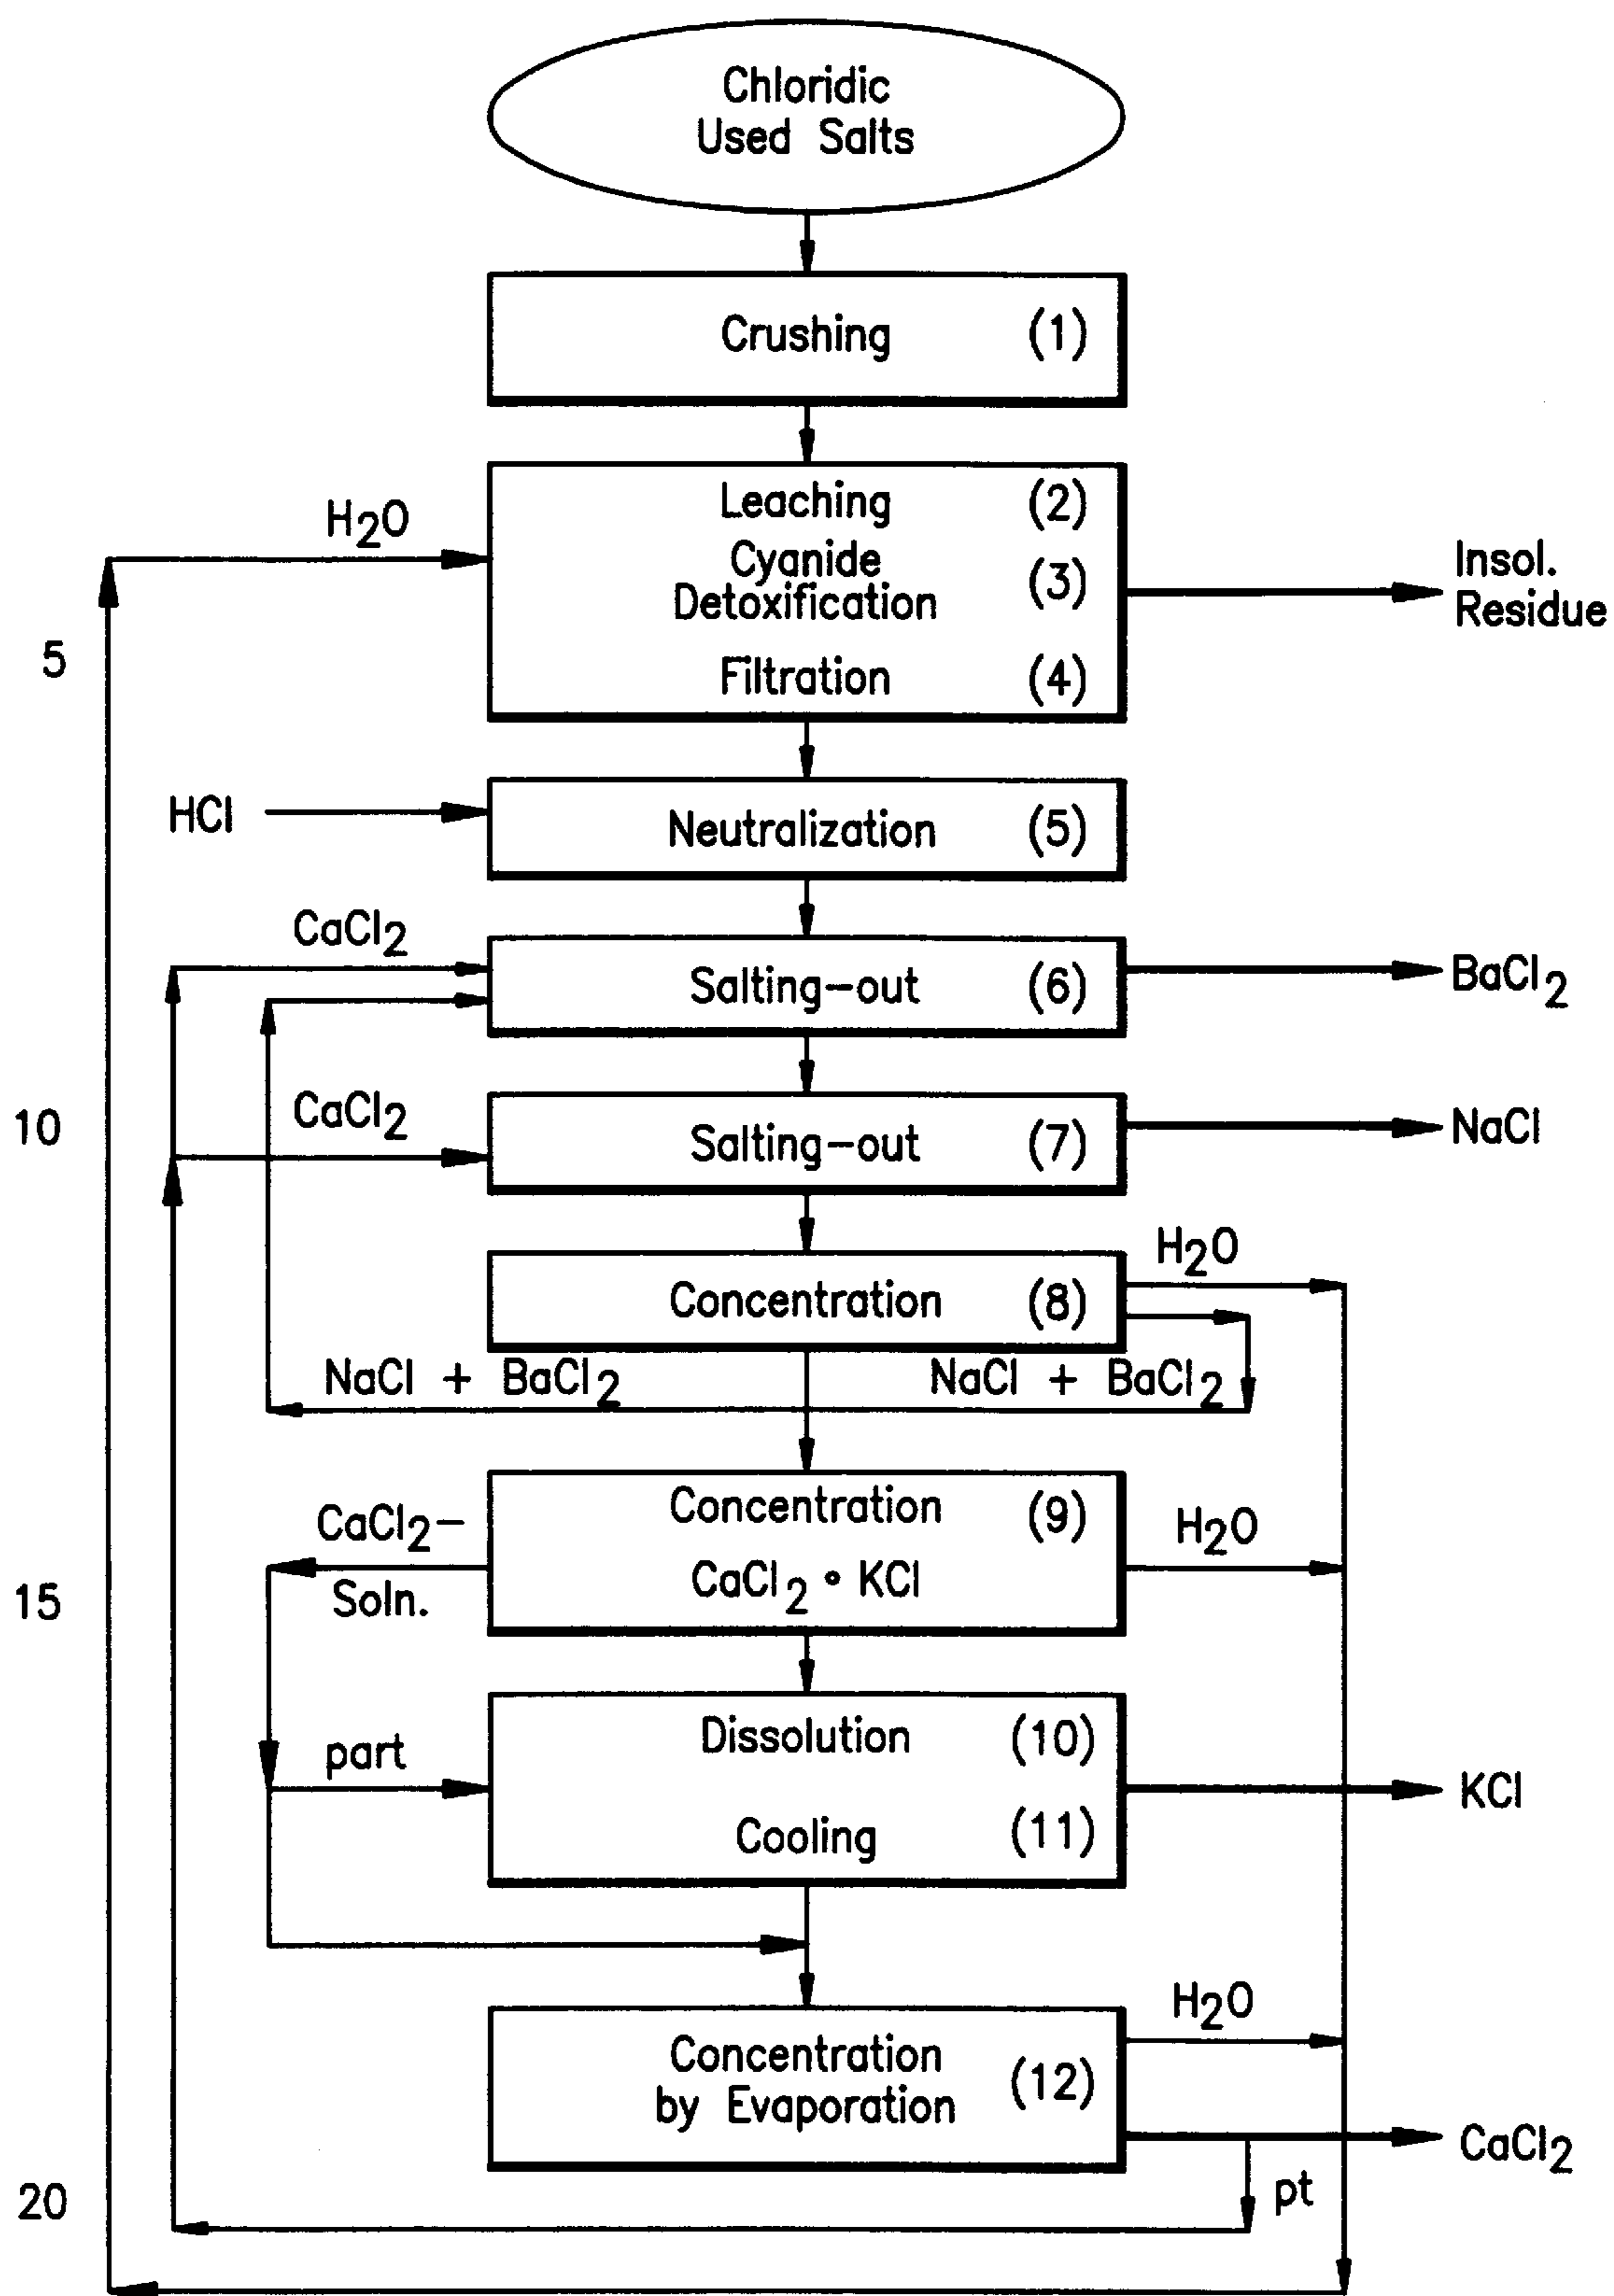 Chloridic
Used Salts
Crushing (1)
Leaching (2)
H2O
Cyanide
Detoxification (3)
Insol.
Residue
5
Filtration (4)
HCl
Neutralization (5)
CaCl2
Salting-out (6)
BaCl2
10
CaCl2
Salting-out (7)
NaCl
H2O
Concentration (8)
NaCl + BaCl2
NaCl + BaCl2
Concentration (9)
CaCl2-
Soln.
H2O
CaCl2 • KCl
15
Dissolution (10)
part
KCl
Cooling (11)
H2O
Concentration
by Evaporation (12)
CaCl2
pt
20